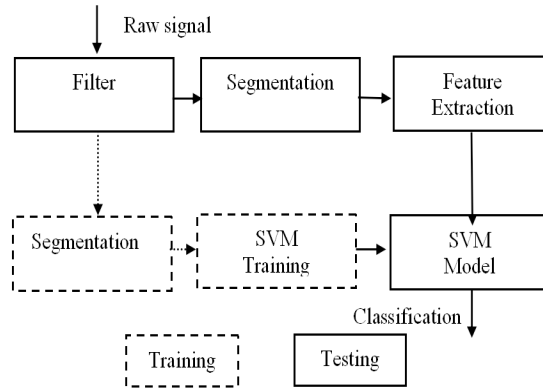 Raw signal
Filter
Segmentation
Feature
Extraction
Segmentation
SVM
Training
SVM
Model
Classification
Training
Testing